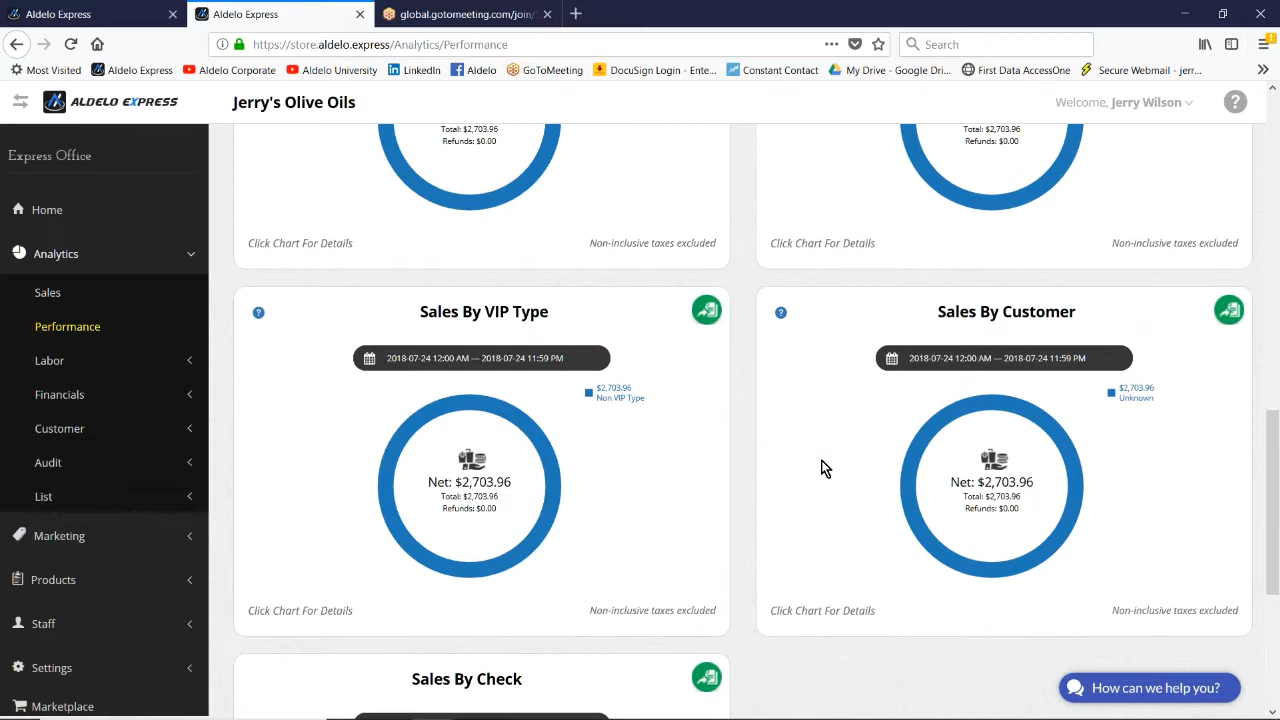 Aldelo Express
Aldelo Express
global.gotomeeting.com/join/
https://store.aldelo.express/Analytics/Performance
Search
Most Visited
Aldelo Express
Aldelo Corporate
Aldelo University
LinkedIn
Aldelo
GoToMeeting
DocuSign Login - Ente...
Constant Contact
My Drive - Google Dri...
First Data AccessOne
Secure Webmail - jerr...
ALDELO EXPRESS
Jerry's Olive Oils
Welcome, Jerry Wilson
Express Office
Home
Analytics
Sales
Performance
Labor
Financials
Customer
Audit
List
Marketing
Products
Staff
Settings
Marketplace
Total: $2,703.96
Refunds: $0.00
Click Chart For Details
Non-inclusive taxes excluded
Total: $2,703.96
Refunds: $0.00
Click Chart For Details
Non-inclusive taxes excluded
Sales By VIP Type
2018-07-24 12:00 AM — 2018-07-24 11:59 PM
$2,703.96
Non VIP Type
Net: $2,703.96
Total: $2,703.96
Refunds: $0.00
Click Chart For Details
Non-inclusive taxes excluded
Sales By Customer
2018-07-24 12:00 AM — 2018-07-24 11:59 PM
$2,703.96
Unknown
Net: $2,703.96
Total: $2,703.96
Refunds: $0.00
Click Chart For Details
Non-inclusive taxes excluded
Sales By Check
How can we help you?